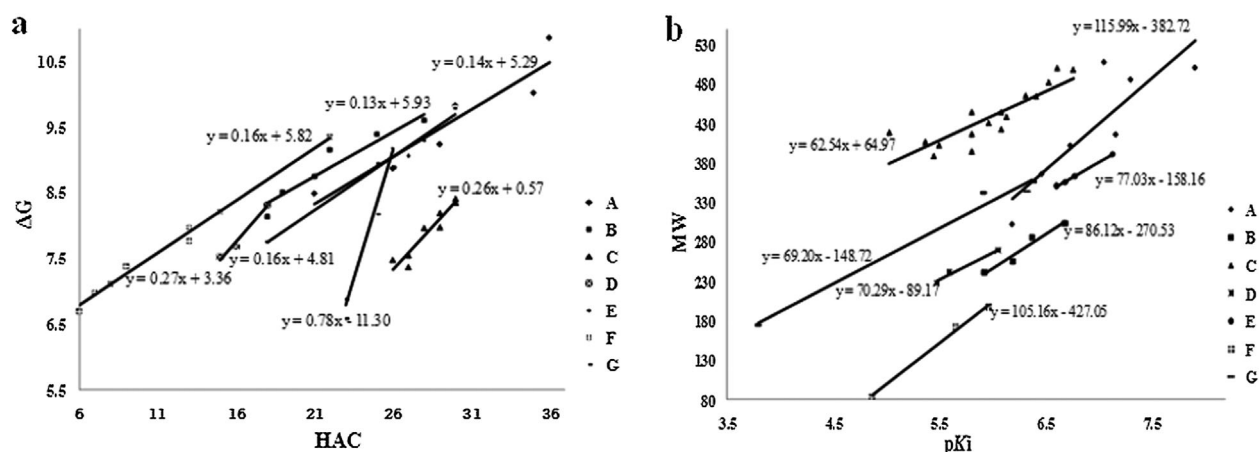 a
ΔG
10.5
9.5
8.5
7.5
6.5
5.5
6 11 16 21 26 31 36
HAC
y = 0.14x + 5.29
y = 0.13x + 5.93
y = 0.16x + 5.82
y = 0.26x + 0.57
y = 0.27x + 3.36
y = 0.16x + 4.81
y = 0.78x - 11.30
A
B
C
D
E
F
G
b
MW
530
480
430
380
330
280
230
180
130
80
3.5 4.5 5.5 6.5 7.5
pKi
y = 115.99x - 382.72
y = 62.54x + 64.97
y = 77.03x - 158.16
y = 86.12x - 270.53
y = 69.20x - 148.72
y = 70.29x - 89.17
y = 105.16x - 427.05
A
B
C
D
E
F
G